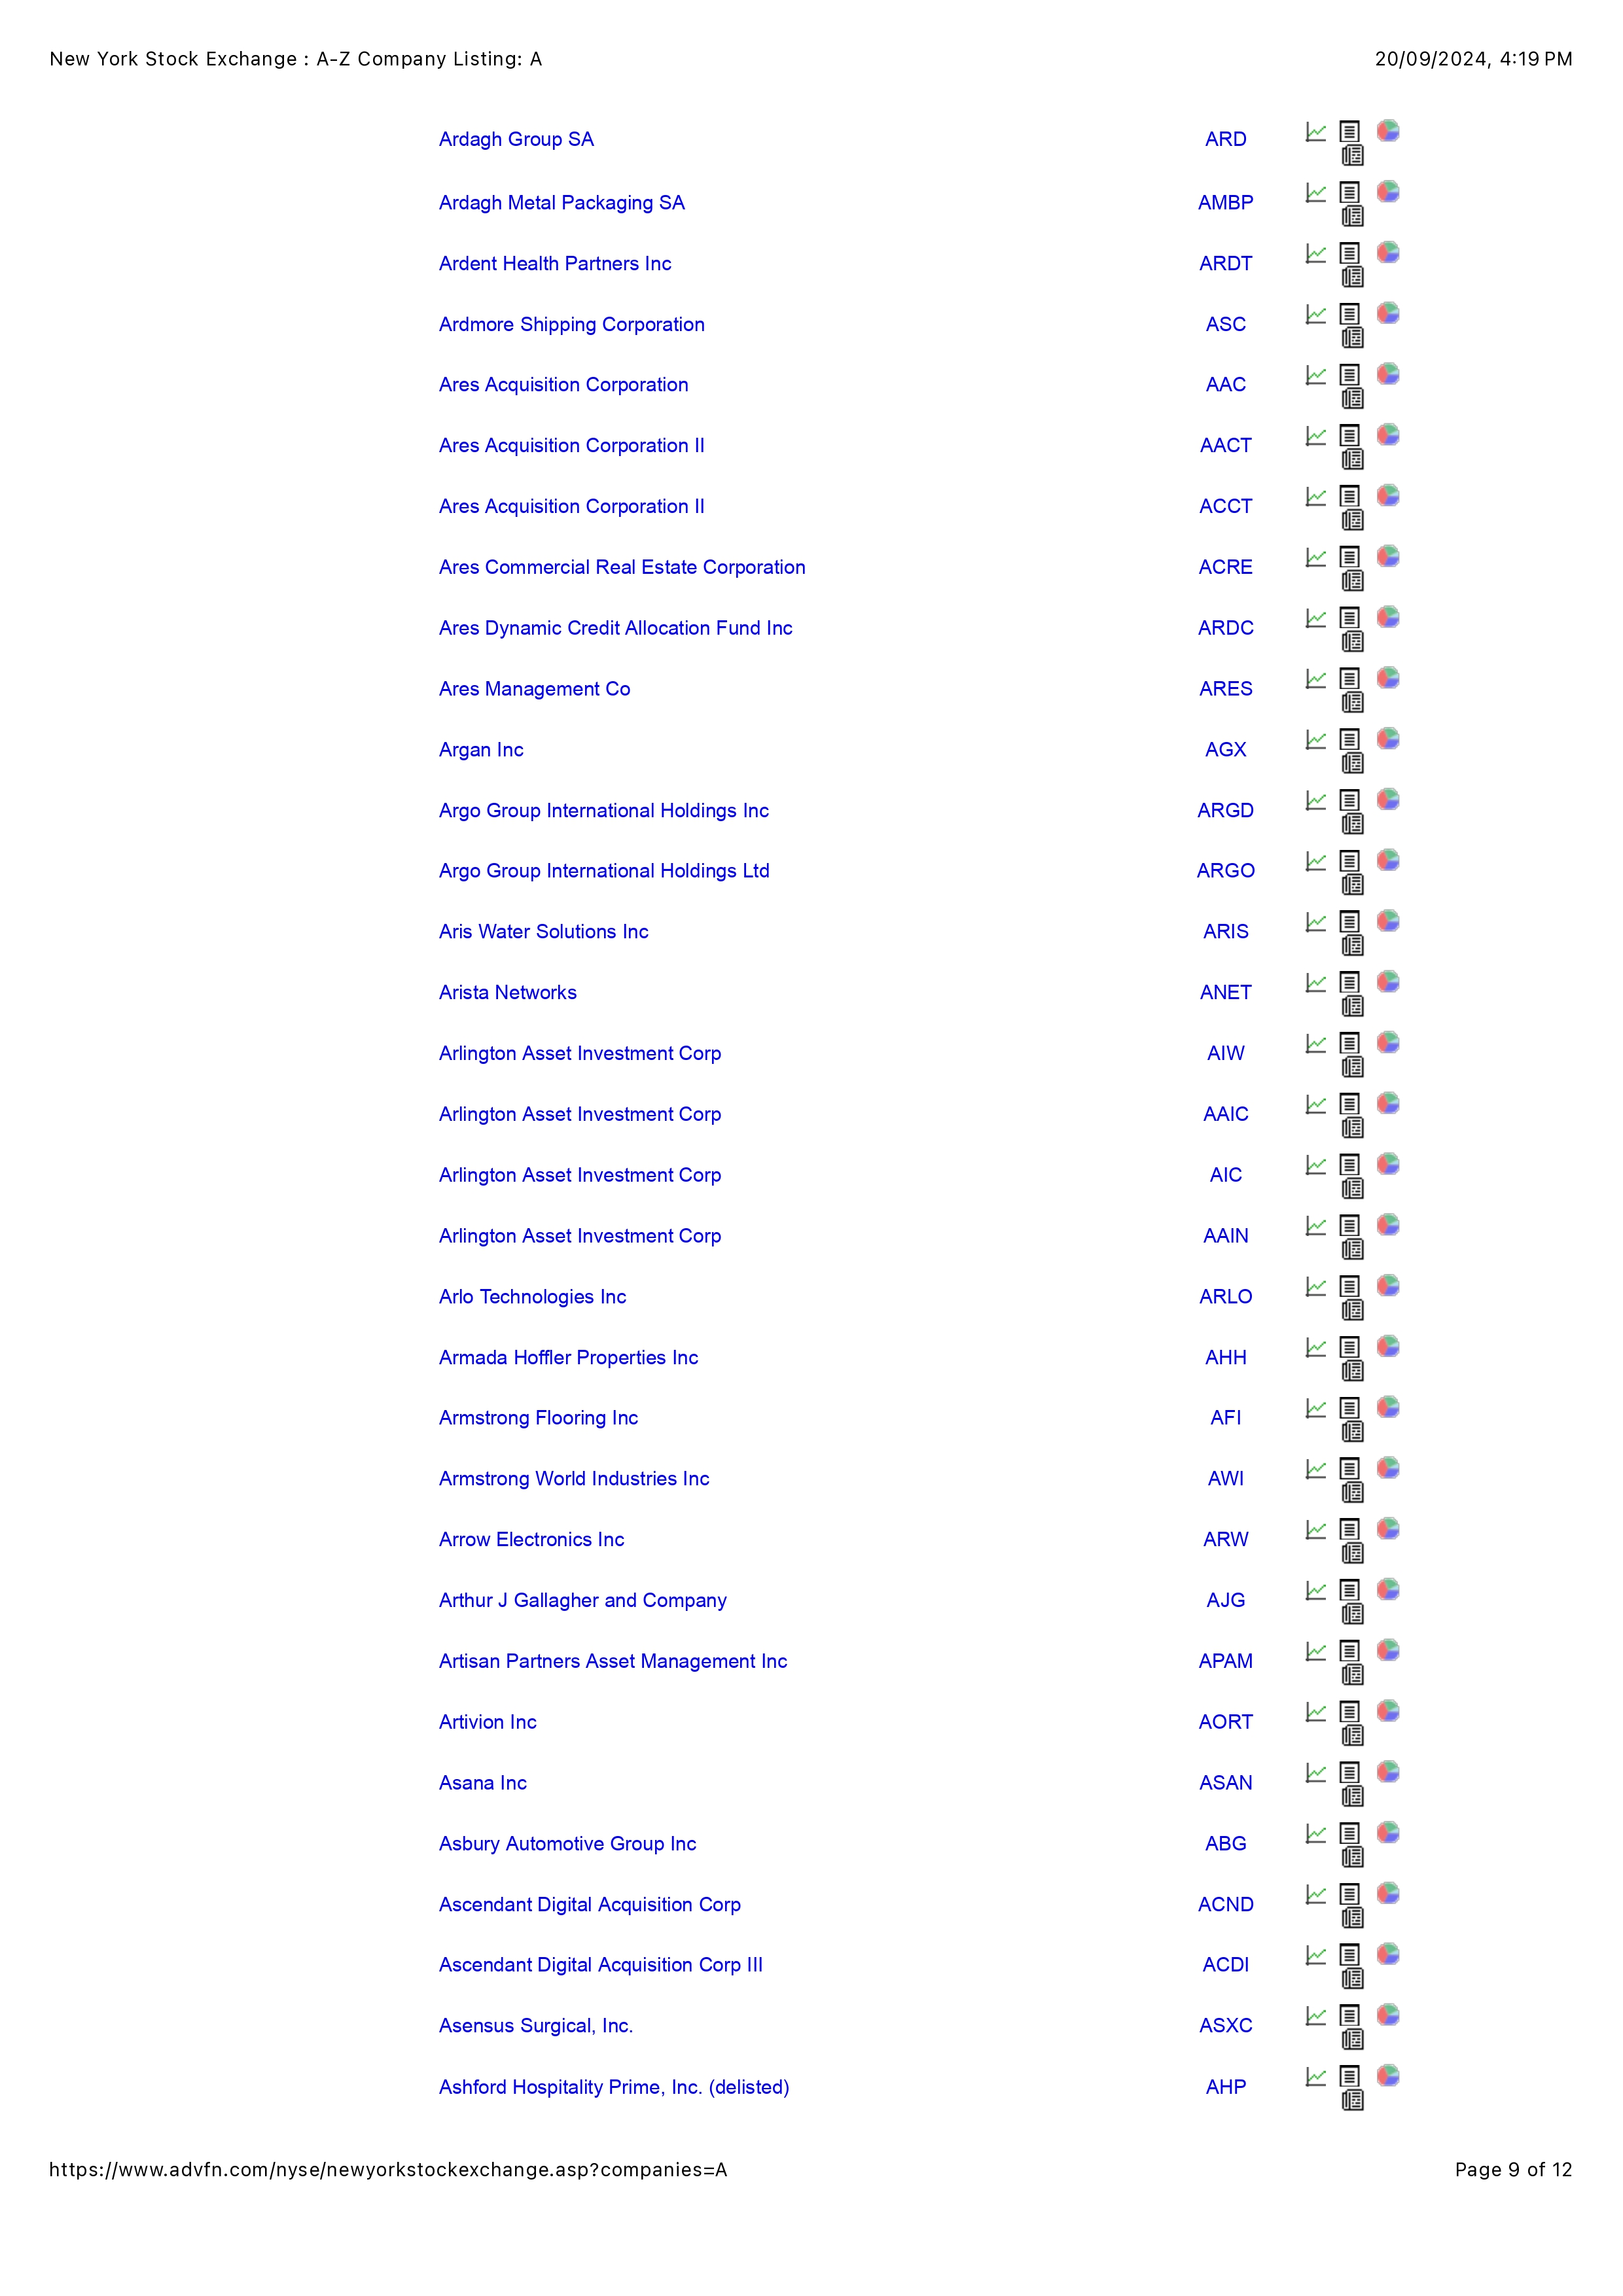 New York Stock Exchange : A-Z Company Listing: A 20/09/2024, 4:19 PM
Ardagh Group SA ARD
Ardagh Metal Packaging SA AMBP
Ardent Health Partners Inc ARDT
Ardmore Shipping Corporation ASC
Ares Acquisition Corporation AAC
Ares Acquisition Corporation II AACT
Ares Acquisition Corporation II ACCT
Ares Commercial Real Estate Corporation ACRE
Ares Dynamic Credit Allocation Fund Inc ARDC
Ares Management Co ARES
Argan Inc AGX
Argo Group International Holdings Inc ARGD
Argo Group International Holdings Ltd ARGO
Aris Water Solutions Inc ARIS
Arista Networks ANET
Arlington Asset Investment Corp AIW
Arlington Asset Investment Corp AAIC
Arlington Asset Investment Corp AIC
Arlington Asset Investment Corp AAIN
Arlo Technologies Inc ARLO
Armada Hoffler Properties Inc AHH
Armstrong Flooring Inc AFI
Armstrong World Industries Inc AWI
Arrow Electronics Inc ARW
Arthur J Gallagher and Company AJG
Artisan Partners Asset Management Inc APAM
Artivion Inc AORT
Asana Inc ASAN
Asbury Automotive Group Inc ABG
Ascendant Digital Acquisition Corp ACND
Ascendant Digital Acquisition Corp III ACDI
Asensus Surgical, Inc. ASXC
Ashford Hospitality Prime, Inc. (delisted) AHP
https://www.advfn.com/nyse/newyorkstockexchange.asp?companies=A Page 9 of 12